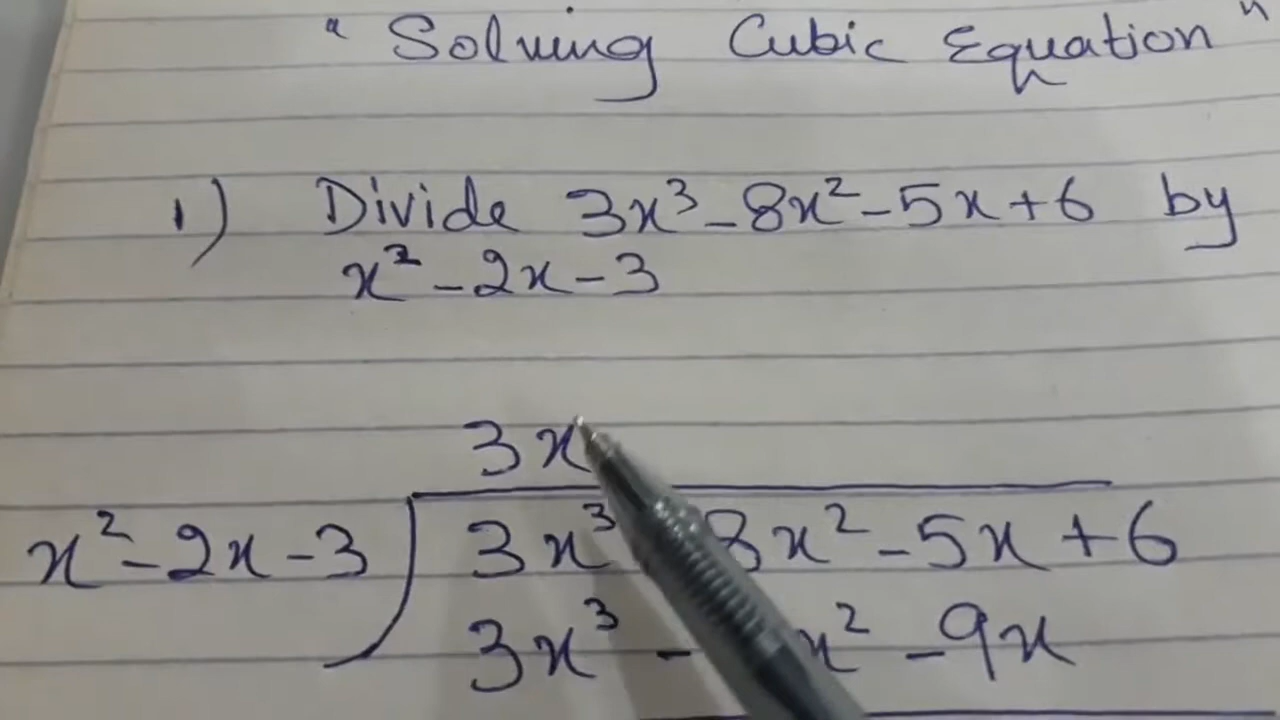 "Solving Cubic Equation"
1) Divide 3x³-8x²-5x+6 by
x²-2x-3
3x
x²-2x-3 3x³ 8x²-5x+6
3x³ - x² -9x